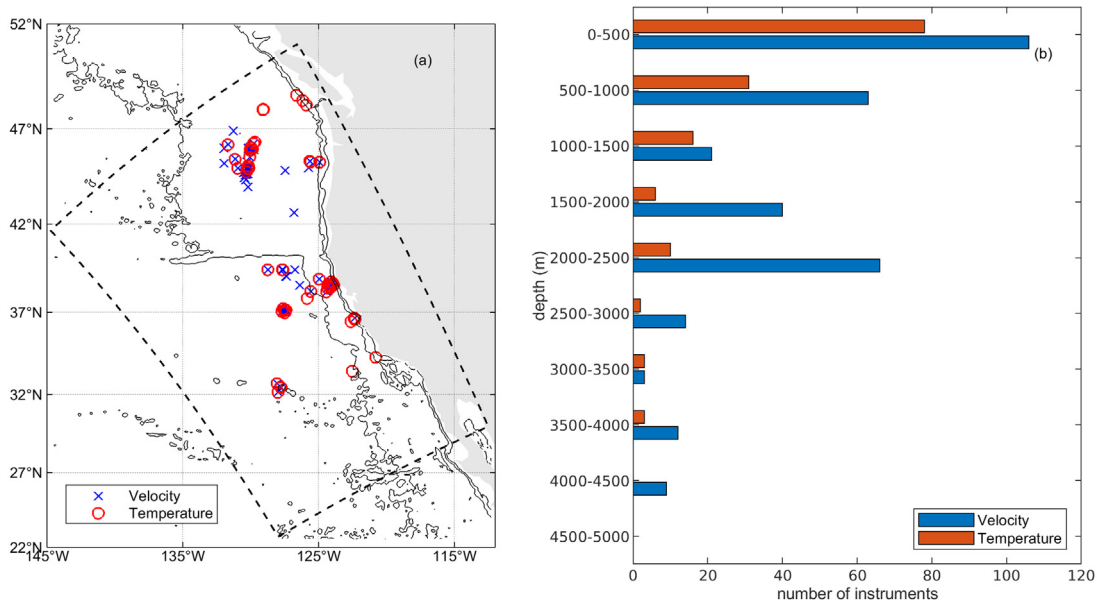 52°N
47°N
42°N
37°N
32°N
27°N
22°N
145°W
135°W
125°W
115°W
(a)
Velocity
Temperature
0-500
500-1000
1000-1500
1500-2000
2000-2500
2500-3000
3000-3500
3500-4000
4000-4500
4500-5000
depth (m)
(b)
Velocity
Temperature
0
20
40
60
80
100
120
number of instruments